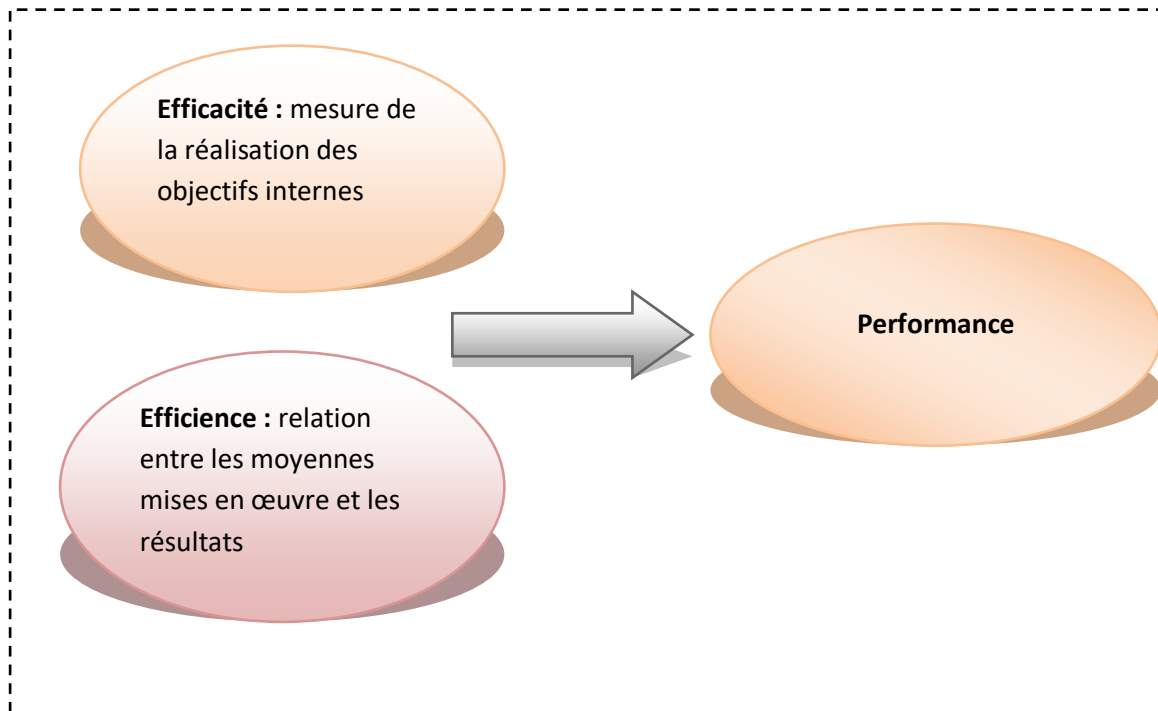 Efficacité : mesure de
la réalisation des
objectifs internes
Performance
Efficience : relation
entre les moyennes
mises en œuvre et les
résultats